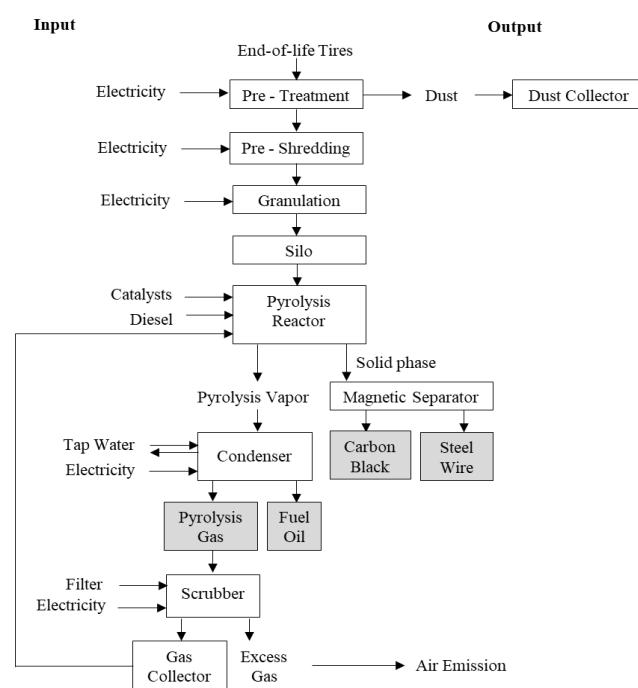 Input
Output
End-of-life Tires
Electricity
Pre - Treatment
Dust
Dust Collector
Electricity
Pre - Shredding
Electricity
Granulation
Silo
Catalysts
Diesel
Pyrolysis
Reactor
Solid phase
Pyrolysis Vapor
Magnetic Separator
Tap Water
Electricity
Condenser
Carbon
Black
Steel
Wire
Pyrolysis
Gas
Fuel
Oil
Filter
Electricity
Scrubber
Gas
Collector
Excess
Gas
Air Emission